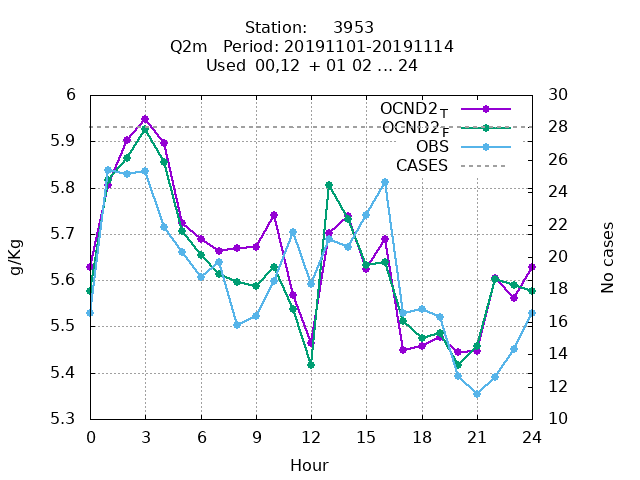 Station: 3953
Q2m Period: 20191101-20191114
Used 00,12 + 01 02 ... 24
OCND2_T
OCND2_F
OBS
CASES
6
5.9
5.8
5.7
5.6
5.5
5.4
5.3
30
28
26
24
22
20
18
16
14
12
10
g/Kg
No cases
0 3 6 9 12 15 18 21 24
Hour